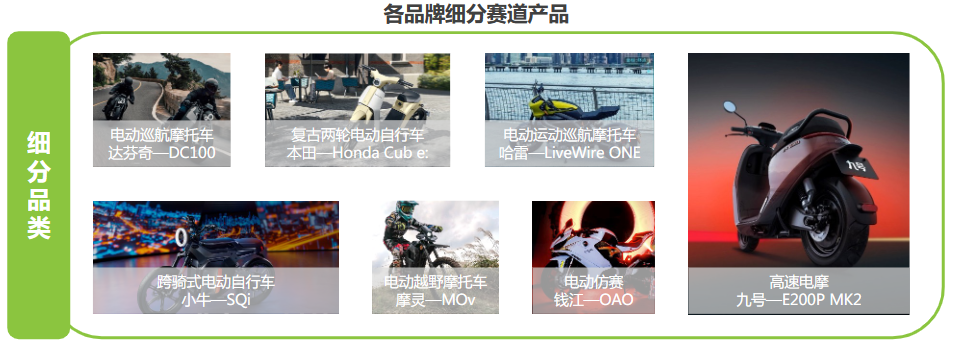 各品牌细分赛道产品
细分品类
电动巡航摩托车
达芬奇—DC100
复古两轮电动自行车
本田—Honda Cub e:
电动运动巡航摩托车
哈雷—LiveWire ONE
跨骑式电动自行车
小牛—SQi
电动越野摩托车
摩灵—MOv
电动仿赛
钱江—OAO
九号
高速电摩
九号—E200P MK2